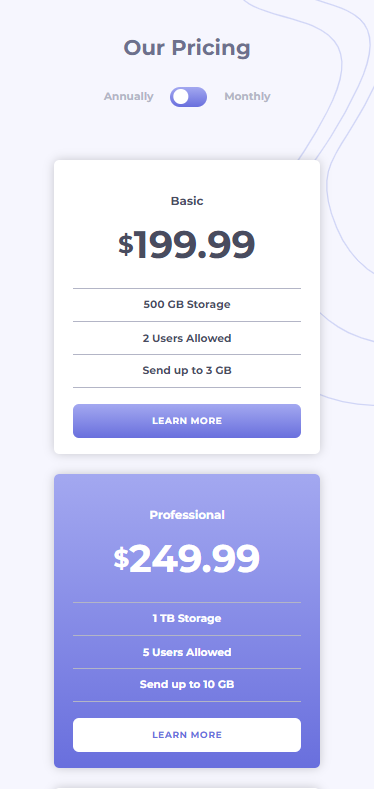 Our Pricing
Annually Monthly
Basic
$199.99
500 GB Storage
2 Users Allowed
Send up to 3 GB
LEARN MORE
Professional
$249.99
1 TB Storage
5 Users Allowed
Send up to 10 GB
LEARN MORE